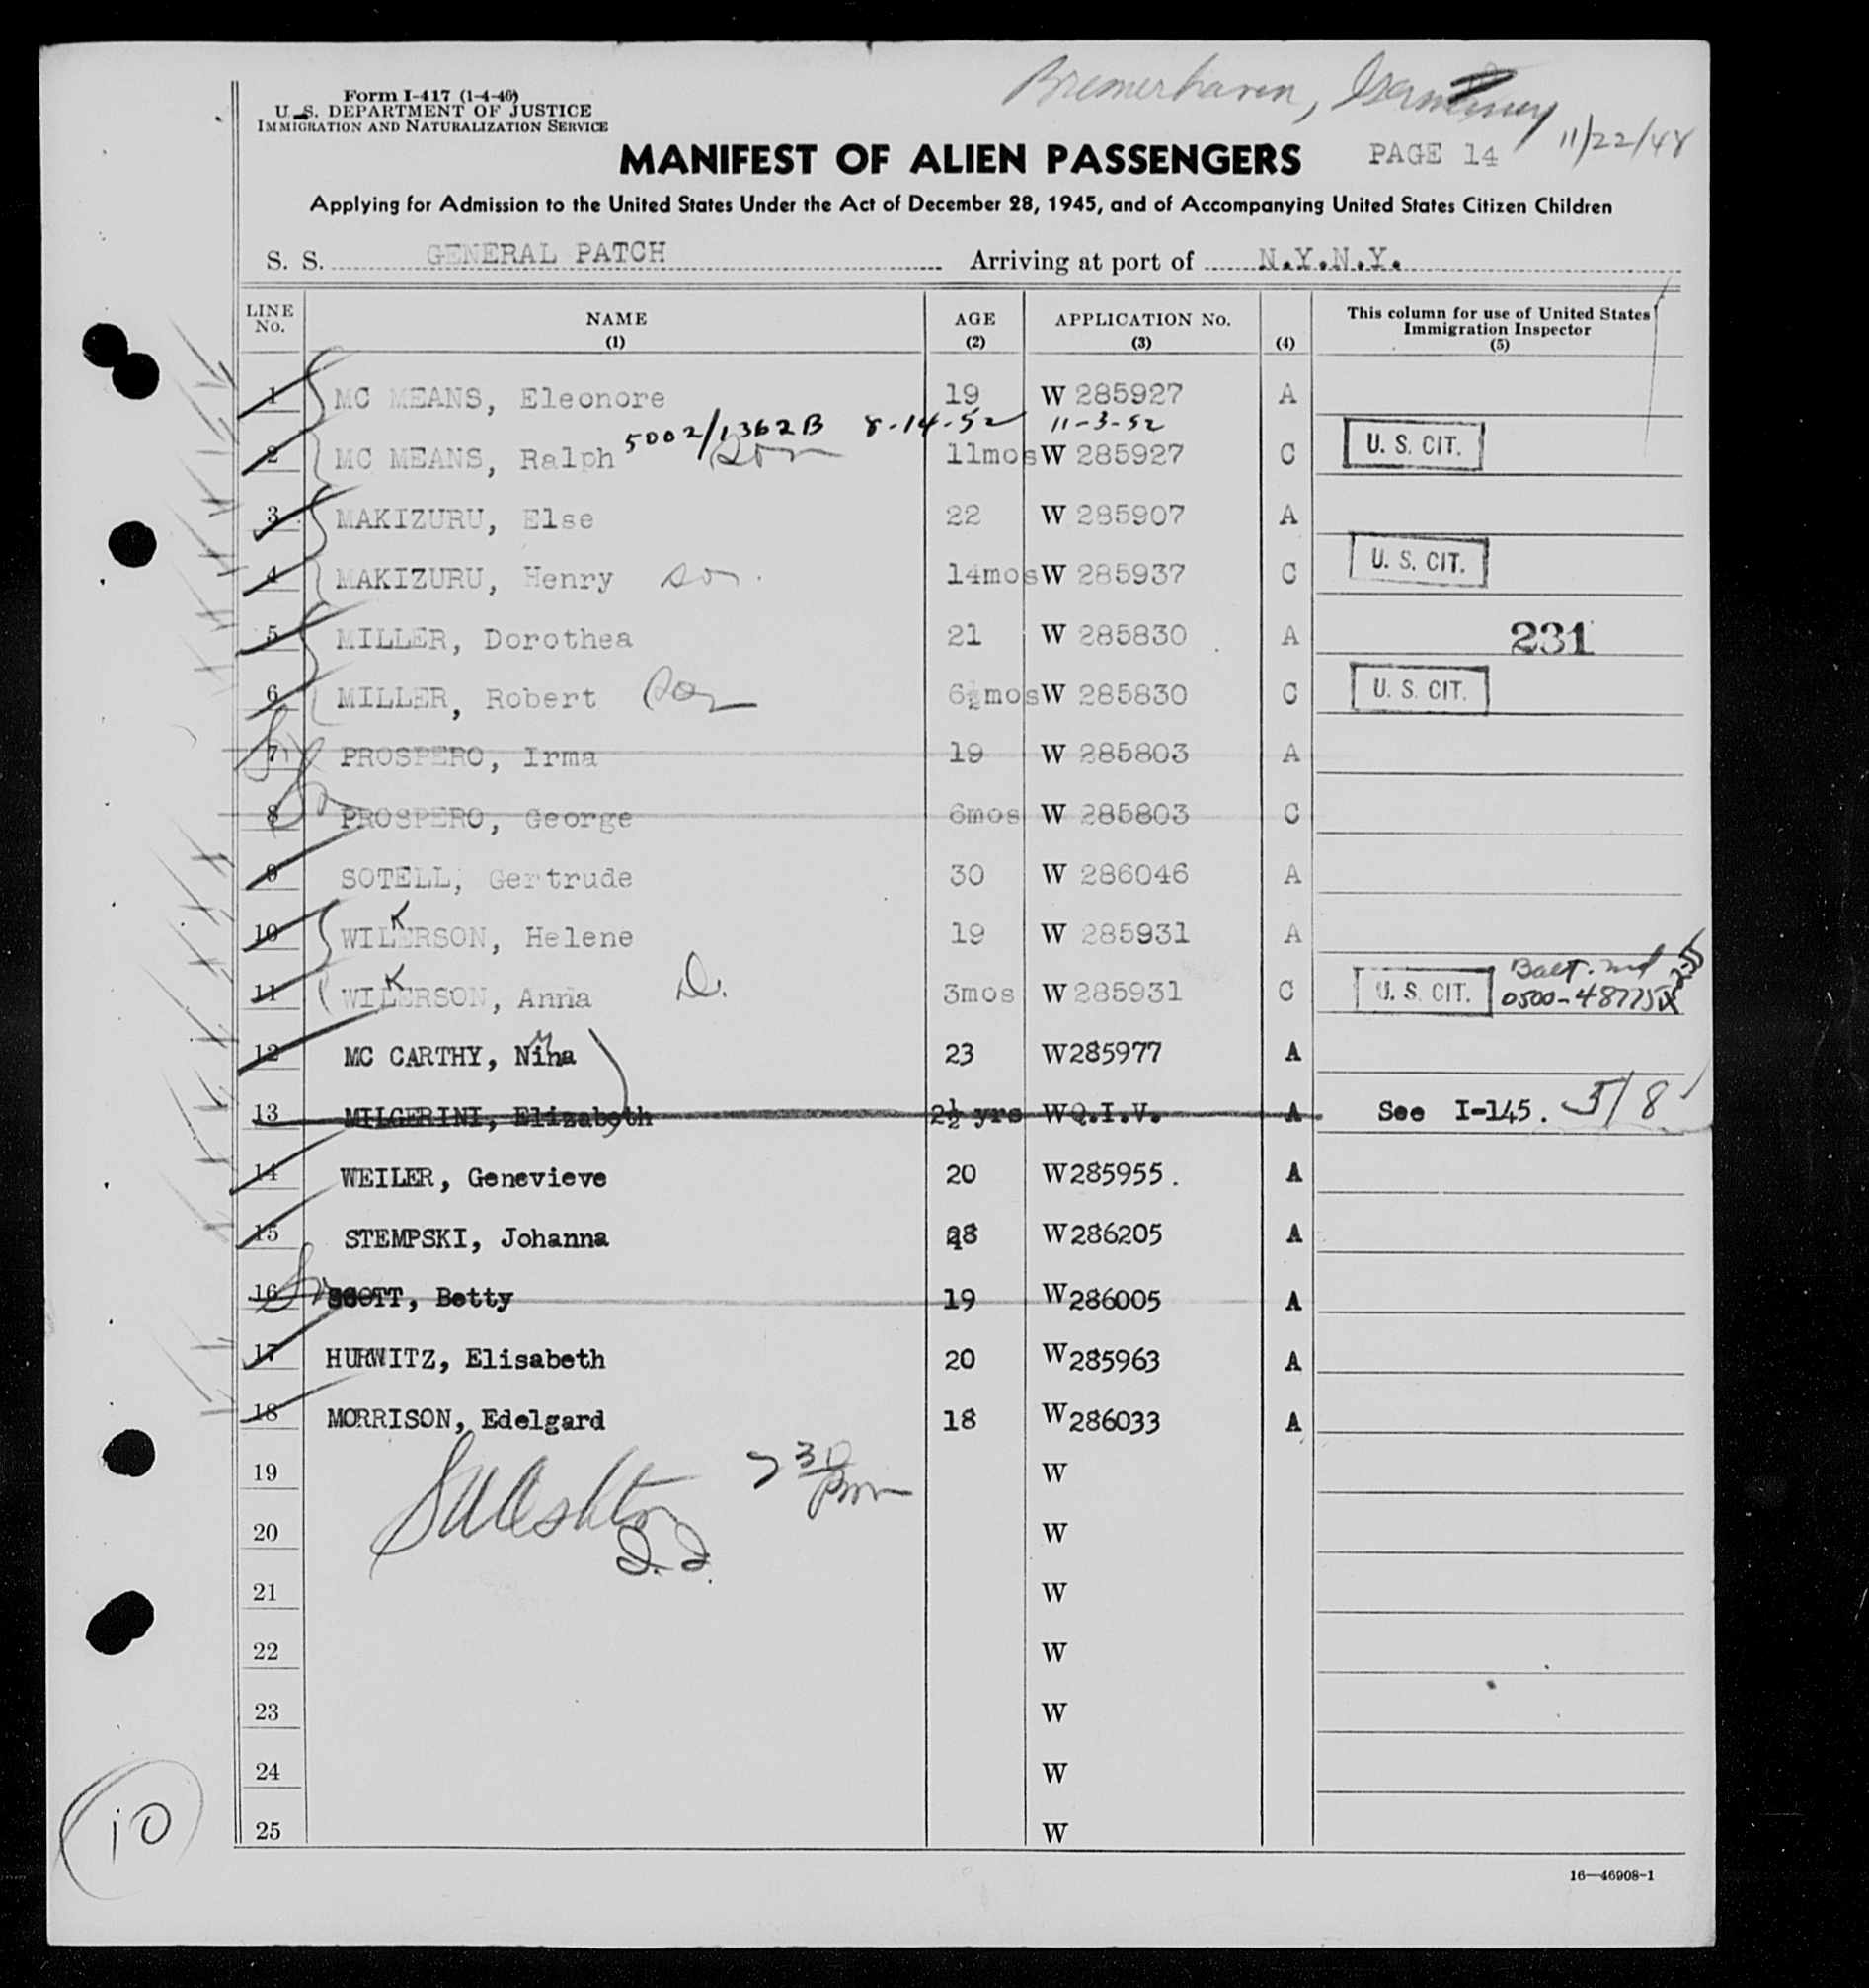 Bremerhaven, Germany
11/22/48
Form I-417 (1-4-46)
U. S. DEPARTMENT OF JUSTICE
IMMIGRATION AND NATURALIZATION SERVICE
MANIFEST OF ALIEN PASSENGERS PAGE 14
Applying for Admission to the United States Under the Act of December 28, 1945, and of Accompanying United States Citizen Children
S. S. GENERAL PATCH Arriving at port of N.Y.N.Y.
LINE No. NAME (1) AGE (2) APPLICATION No. (3) (4) This column for use of United States Immigration Inspector (5)
1 MC MEANS, Eleonore 19 W 285927 A
5002/1362B 8-14-52 11-3-52
2 MC MEANS, Ralph son 11mos W 285927 C U. S. CIT.
3 MAKIZURU, Else 22 W 285907 A
4 MAKIZURU, Henry son. 14mos W 285937 C U. S. CIT.
5 MILLER, Dorothea 21 W 285830 A 231
6 MILLER, Robert son 6½mos W 285830 C U. S. CIT.
7 PROSPERO, Irma 19 W 285803 A
8 PROSPERO, George 6mos W 285803 C
9 SOTELL, Gertrude 30 W 286046 A
10 WILKERSON, Helene 19 W 285931 A
11 WILKERSON, Anna D. 3mos W 285931 C U. S. CIT. Balt. Md 0500-48775
12 MC CARTHY, Nina 23 W285977 A
13 MILGERINI, Elizabeth 2½ yrs WQ.I.V. A See I-145. 5/8
14 WEILER, Genevieve 20 W285955. A
15 STEMPSKI, Johanna 28 W286205 A
16 SCOTT, Betty 19 W286005 A
17 HURWITZ, Elisabeth 20 W285963 A
18 MORRISON, Edelgard 18 W286033 A
19 7 30 pm W
20 W
21 W
22 W
23 W
24 W
25 W
10
16—46908-1